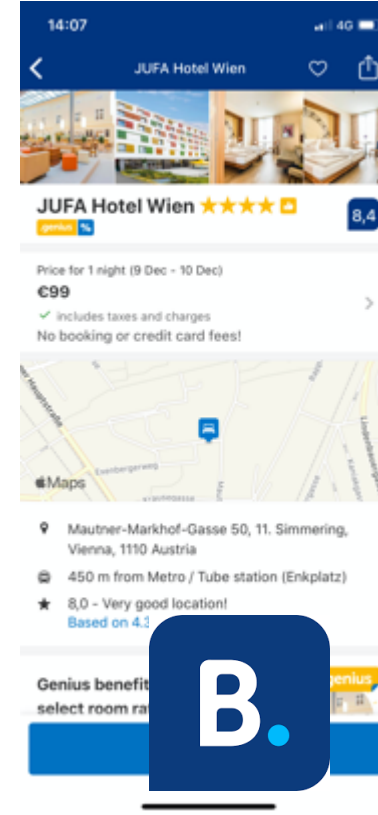 14:07
4G
JUFA Hotel Wien
JUFA Hotel Wien
genius %
8,4
Price for 1 night (9 Dec - 10 Dec)
€99
includes taxes and charges
No booking or credit card fees!
Esenbergerweg
Maps
Mautner-Markhof-Gasse 50, 11. Simmering,
Vienna, 1110 Austria
450 m from Metro / Tube station (Enkplatz)
8,0 - Very good location!
Based on 4.3
Genius benefit
genius
select room ra
B.